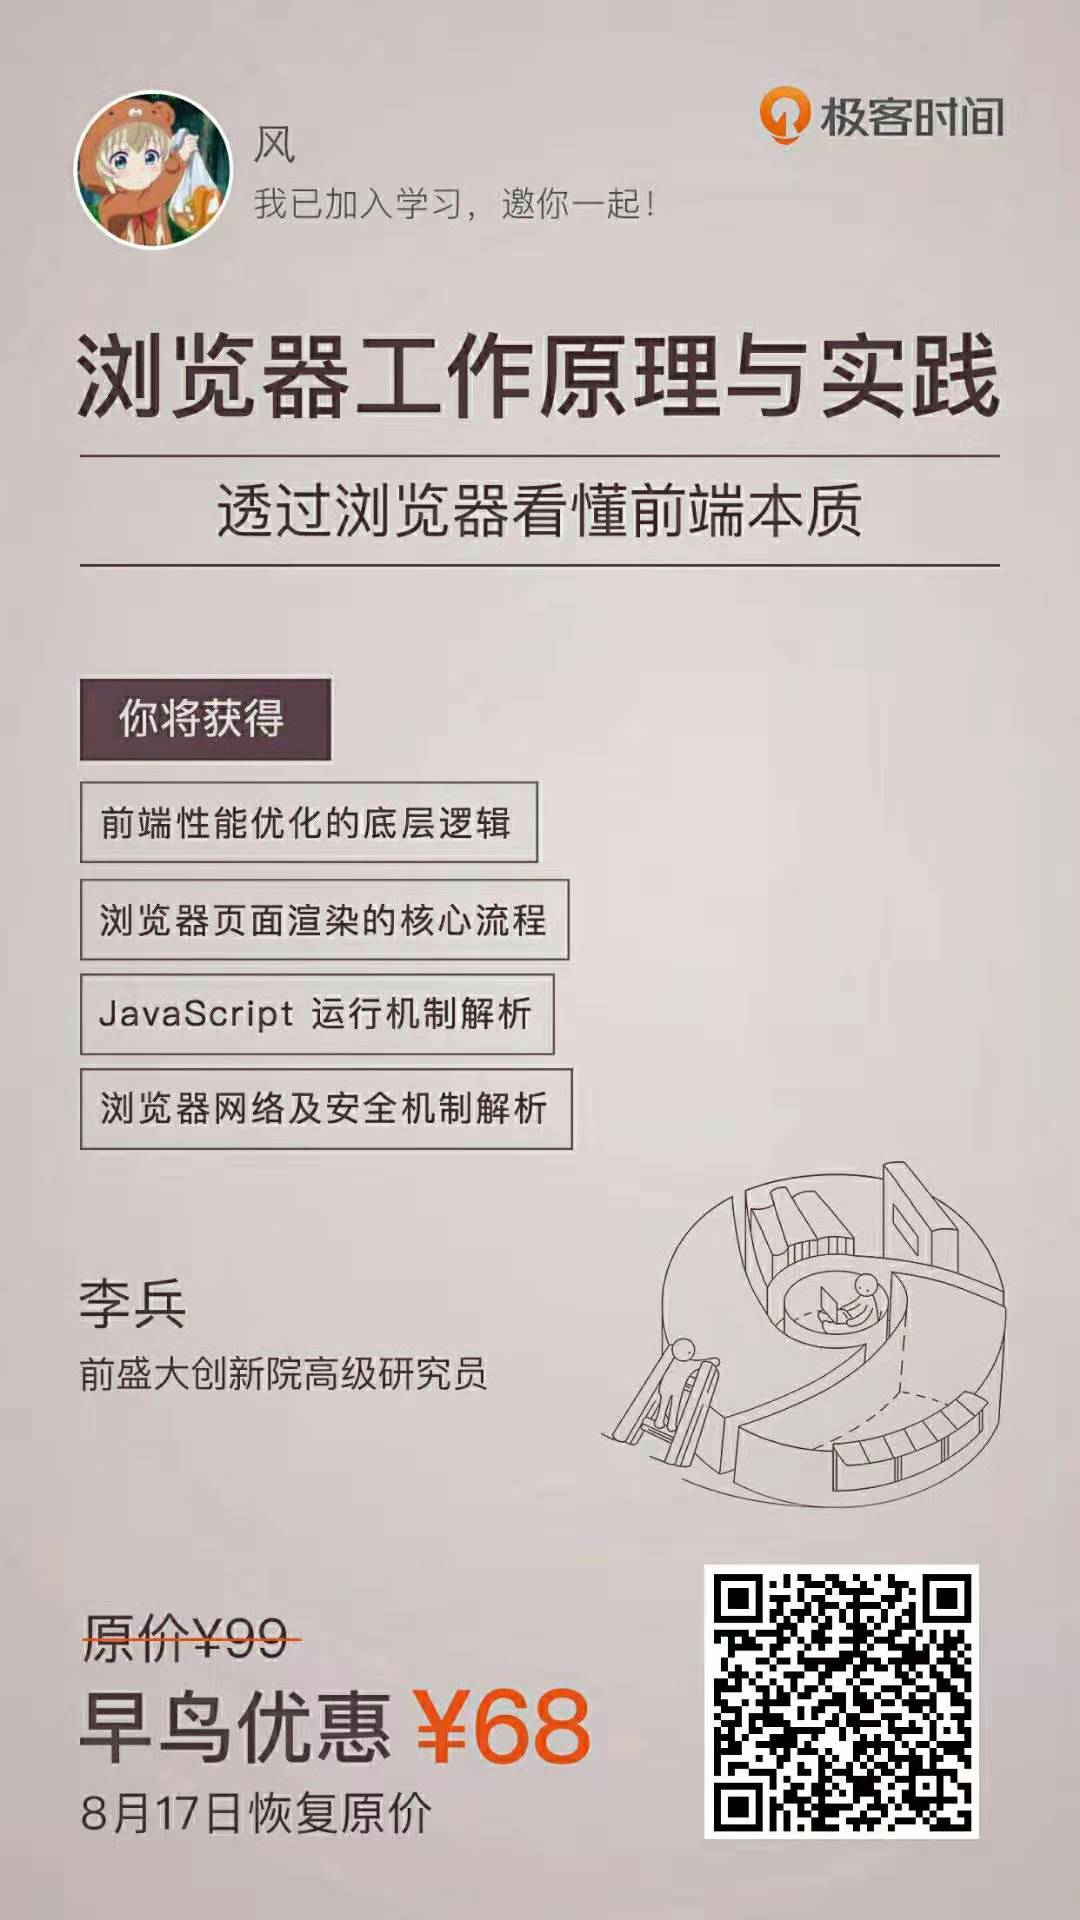 极客时间
风
我已加入学习，邀你一起！
浏览器工作原理与实践
透过浏览器看懂前端本质
你将获得
前端性能优化的底层逻辑
浏览器页面渲染的核心流程
JavaScript 运行机制解析
浏览器网络及安全机制解析
李兵
前盛大创新院高级研究员
原价¥99
早鸟优惠 ¥68
8月17日恢复原价